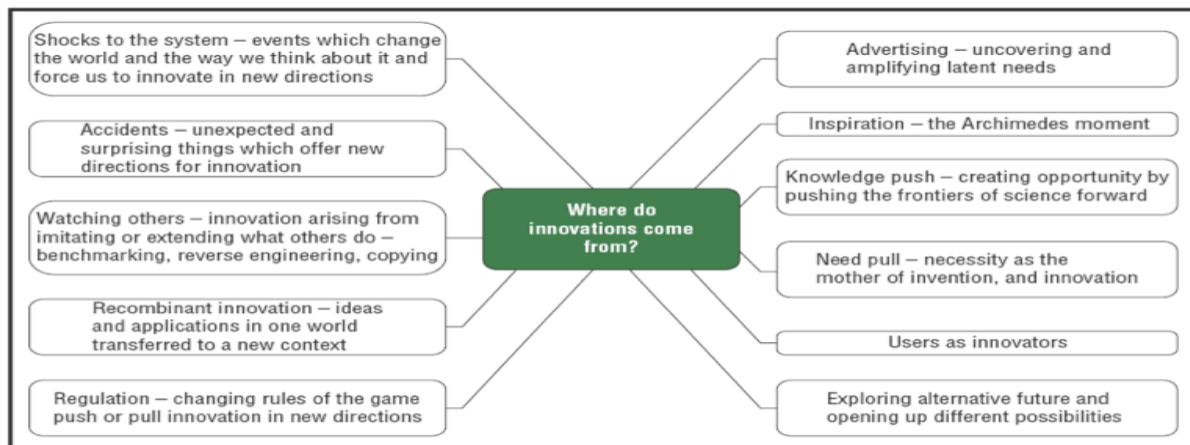 Shocks to the system – events which change
the world and the way we think about it and
force us to innovate in new directions
Accidents – unexpected and
surprising things which offer new
directions for innovation
Watching others – innovation arising from
imitating or extending what others do –
benchmarking, reverse engineering, copying
Recombinant innovation – ideas
and applications in one world
transferred to a new context
Regulation – changing rules of the game
push or pull innovation in new directions
Where do
innovations come
from?
Advertising – uncovering and
amplifying latent needs
Inspiration – the Archimedes moment
Knowledge push – creating opportunity by
pushing the frontiers of science forward
Need pull – necessity as the
mother of invention, and innovation
Users as innovators
Exploring alternative future and
opening up different possibilities